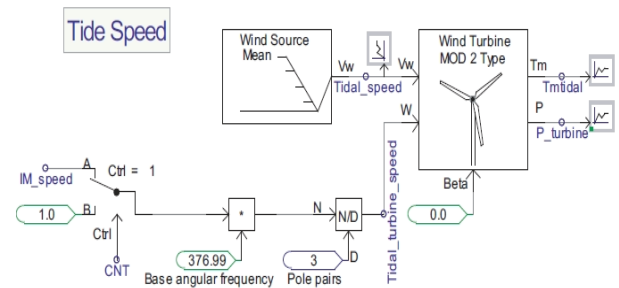 Tide Speed
Wind Source
Mean
Vw
Tidal_speed
Vw
W
Wind Turbine
MOD 2 Type
Tm
Tmtidal
P
P_turbine
Beta
0.0
IM_speed
A
Ctrl = 1
1.0
B
Ctrl
CNT
*
376.99
Base angular frequency
N
N/D
D
3
Pole pairs
Tidal_turbine_speed